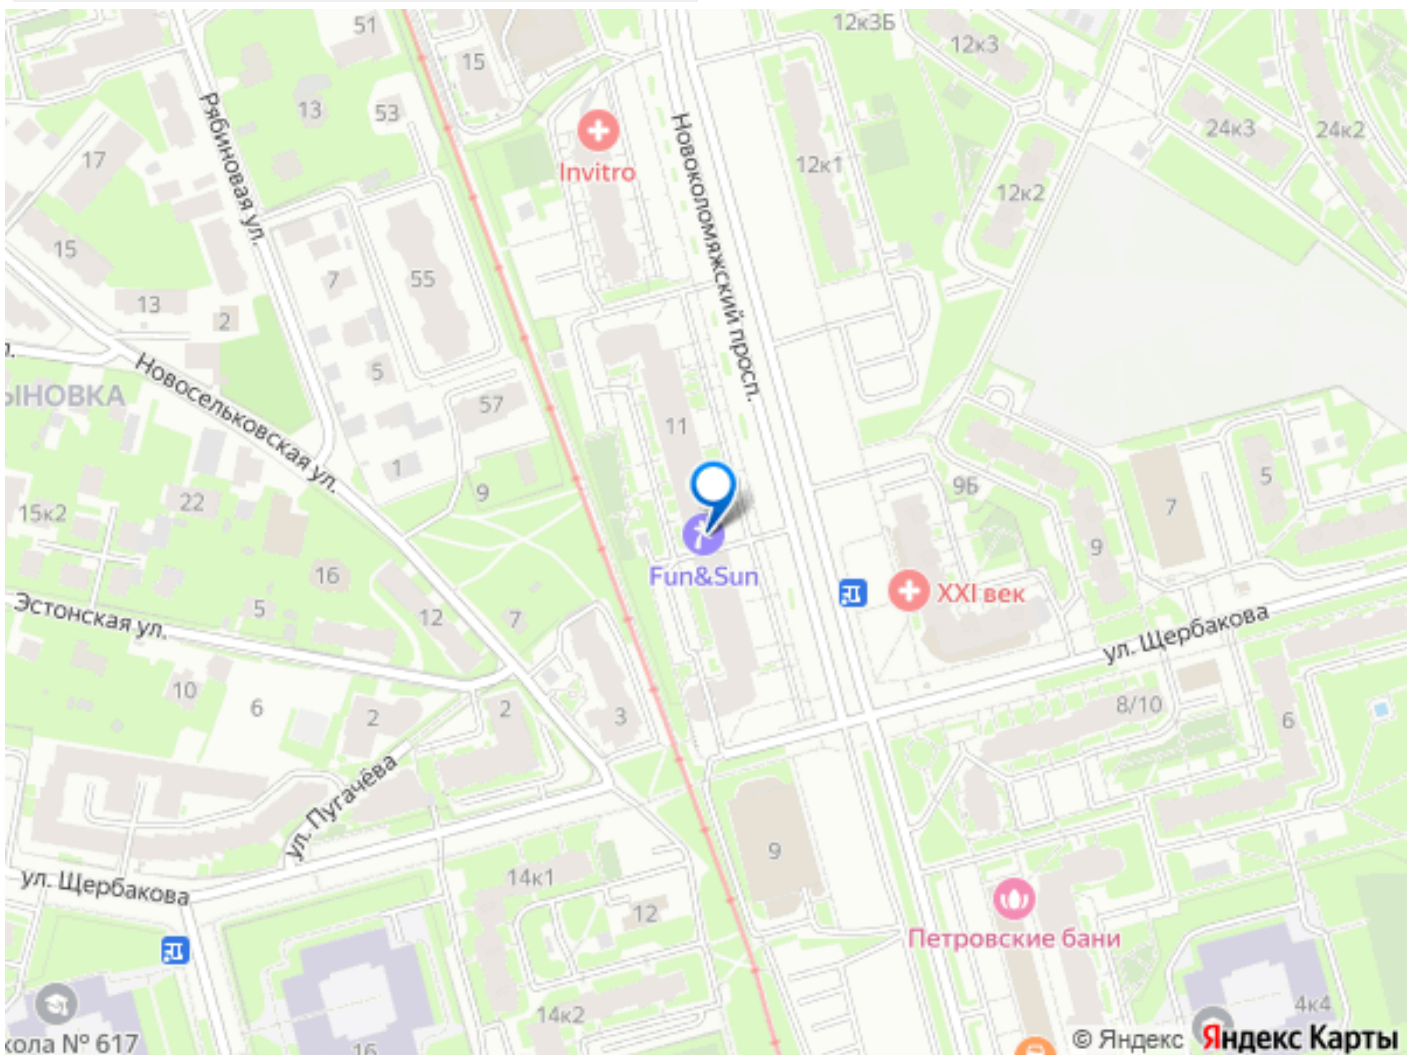 51
12к3Б
12к3
15
Рябиновая ул.
13
53
Новоколомяжский просп.
24к3
24к2
17
12к1
Invitro
12к2
15
7
55
13
2
Новосельковская ул.
5
ЫНОВКА
57
11
1
9
9Б
5
15к2
22
7
9
16
Fun&Sun
XXI век
Эстонская ул.
5
12
7
ул. Щербакова
10
6
2
2
3
8/10
6
ул. Пугачёва
9
ул. Щербакова
14к1
12
Петровские бани
14к2
4к4
кола № 617
16
© Яндекс Яндекс Карты